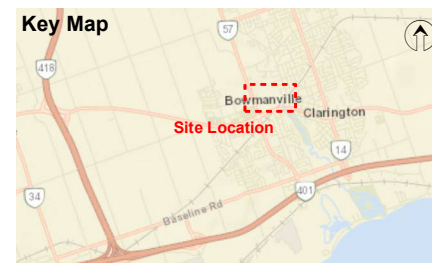 Key Map
57
418
Bowmanville
Clarington
Site Location
14
34
401
Baseline Rd